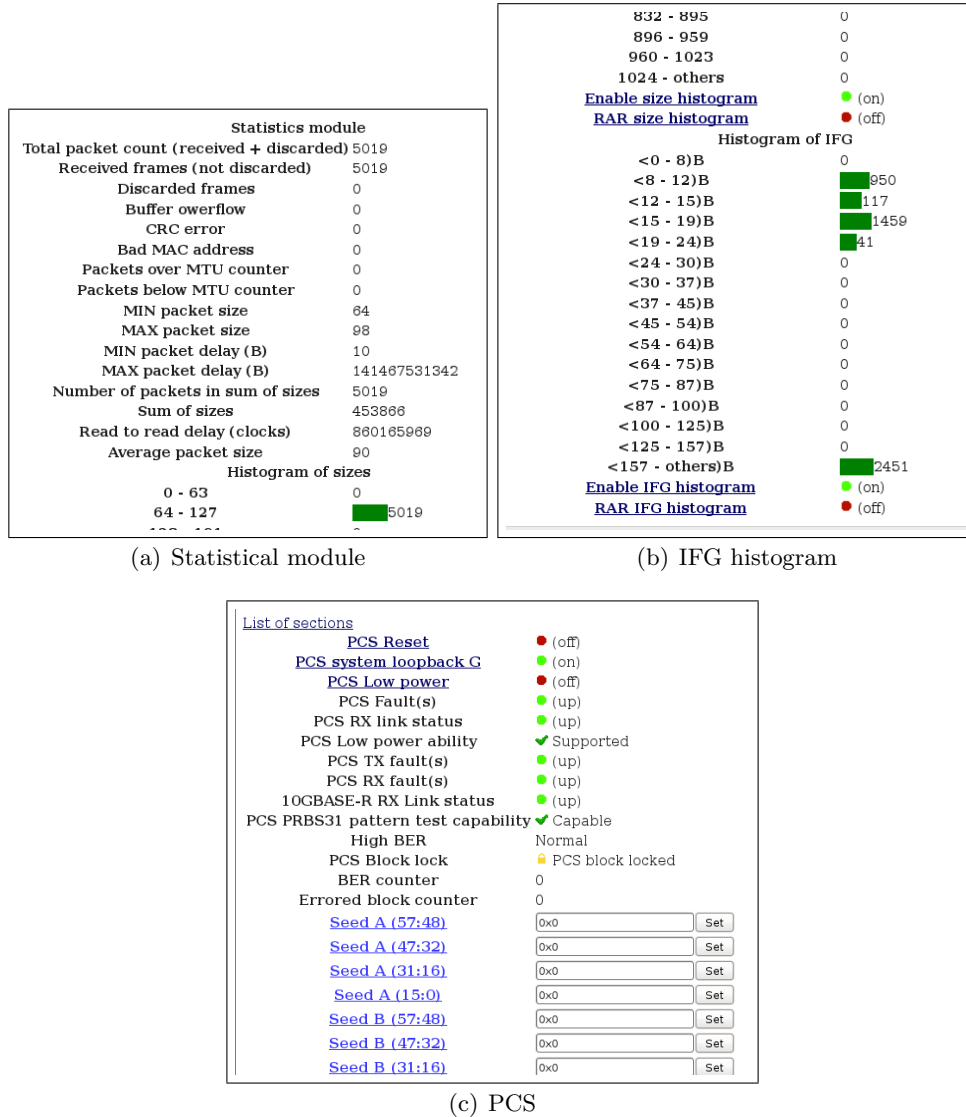 Statistics module
Total packet count (received + discarded) 5019
Received frames (not discarded) 5019
Discarded frames 0
Buffer owerflow 0
CRC error 0
Bad MAC address 0
Packets over MTU counter 0
Packets below MTU counter 0
MIN packet size 64
MAX packet size 98
MIN packet delay (B) 10
MAX packet delay (B) 141467531342
Number of packets in sum of sizes 5019
Sum of sizes 453866
Read to read delay (clocks) 860165969
Average packet size 90
Histogram of sizes
0 - 63 0
64 - 127 5019
(a) Statistical module
832 - 895 0
896 - 959 0
960 - 1023 0
1024 - others 0
Enable size histogram (on)
RAR size histogram (off)
Histogram of IFG
<0 - 8)B 0
<8 - 12)B 950
<12 - 15)B 117
<15 - 19)B 1459
<19 - 24)B 41
<24 - 30)B 0
<30 - 37)B 0
<37 - 45)B 0
<45 - 54)B 0
<54 - 64)B 0
<64 - 75)B 0
<75 - 87)B 0
<87 - 100)B 0
<100 - 125)B 0
<125 - 157)B 0
<157 - others)B 2451
Enable IFG histogram (on)
RAR IFG histogram (off)
(b) IFG histogram
List of sections
PCS Reset (off)
PCS system loopback G (on)
PCS Low power (off)
PCS Fault(s) (up)
PCS RX link status (up)
PCS Low power ability Supported
PCS TX fault(s) (up)
PCS RX fault(s) (up)
10GBASE-R RX Link status (up)
PCS PRBS31 pattern test capability Capable
High BER Normal
PCS Block lock PCS block locked
BER counter 0
Errored block counter 0
Seed A (57:48) 0x0 Set
Seed A (47:32) 0x0 Set
Seed A (31:16) 0x0 Set
Seed A (15:0) 0x0 Set
Seed B (57:48) 0x0 Set
Seed B (47:32) 0x0 Set
Seed B (31:16) 0x0 Set
(c) PCS